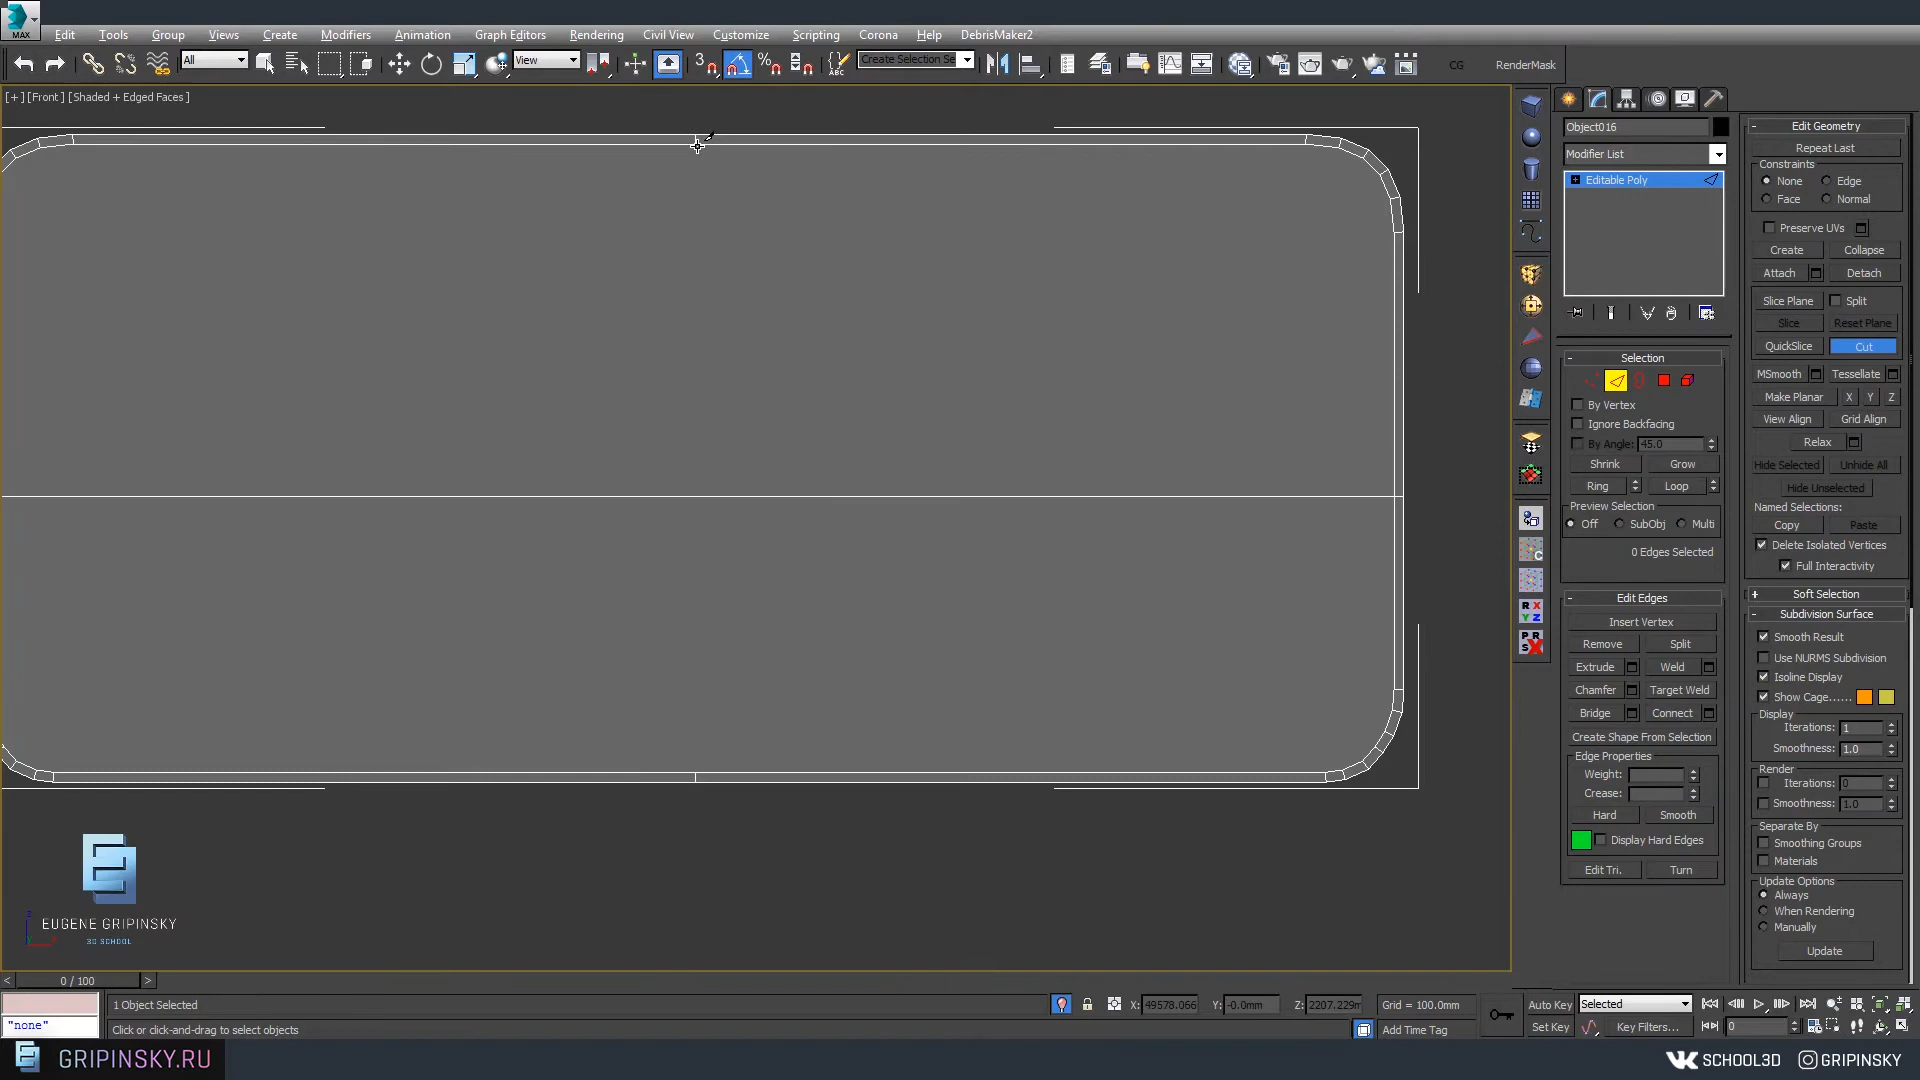 MAX
Edit Tools Group Views Create Modifiers Animation Graph Editors Rendering Civil View Customize Scripting Corona Help DebrisMaker2
All View 3 % ABC Create Selection Se CG RenderMask
[+] [Front] [Shaded + Edged Faces]
Object016
Modifier List
Editable Poly
Selection
By Vertex
Ignore Backfacing
By Angle: 45.0
Shrink Grow
Ring Loop
Preview Selection
Off SubObj Multi
0 Edges Selected
Edit Edges
Insert Vertex
Remove Split
Extrude Weld
Chamfer Target Weld
Bridge Connect
Create Shape From Selection
Edge Properties
Weight:
Crease:
Hard Smooth
Display Hard Edges
Edit Tri. Turn
Edit Geometry
Repeat Last
Constraints
None Edge
Face Normal
Preserve UVs
Create Collapse
Attach Detach
Slice Plane Split
Slice Reset Plane
QuickSlice Cut
MSmooth Tessellate
Make Planar X Y Z
View Align Grid Align
Relax
Hide Selected Unhide All
Hide Unselected
Named Selections:
Copy Paste
Delete Isolated Vertices
Full Interactivity
Soft Selection
Subdivision Surface
Smooth Result
Use NURMS Subdivision
Isoline Display
Show Cage......
Display
Iterations: 1
Smoothness: 1.0
Render
Iterations: 0
Smoothness: 1.0
Separate By
Smoothing Groups
Materials
Update Options
Always
When Rendering
Manually
Update
EUGENE GRIPINSKY
3D SCHOOL
< 0 / 100 >
1 Object Selected X: 49578.066 Y: -0.0mm Z: 2207.229m Grid = 100.0mm Auto Key Selected
"none" Click or click-and-drag to select objects Add Time Tag Set Key Key Filters... 0
GRIPINSKY.RU
SCHOOL3D GRIPINSKY